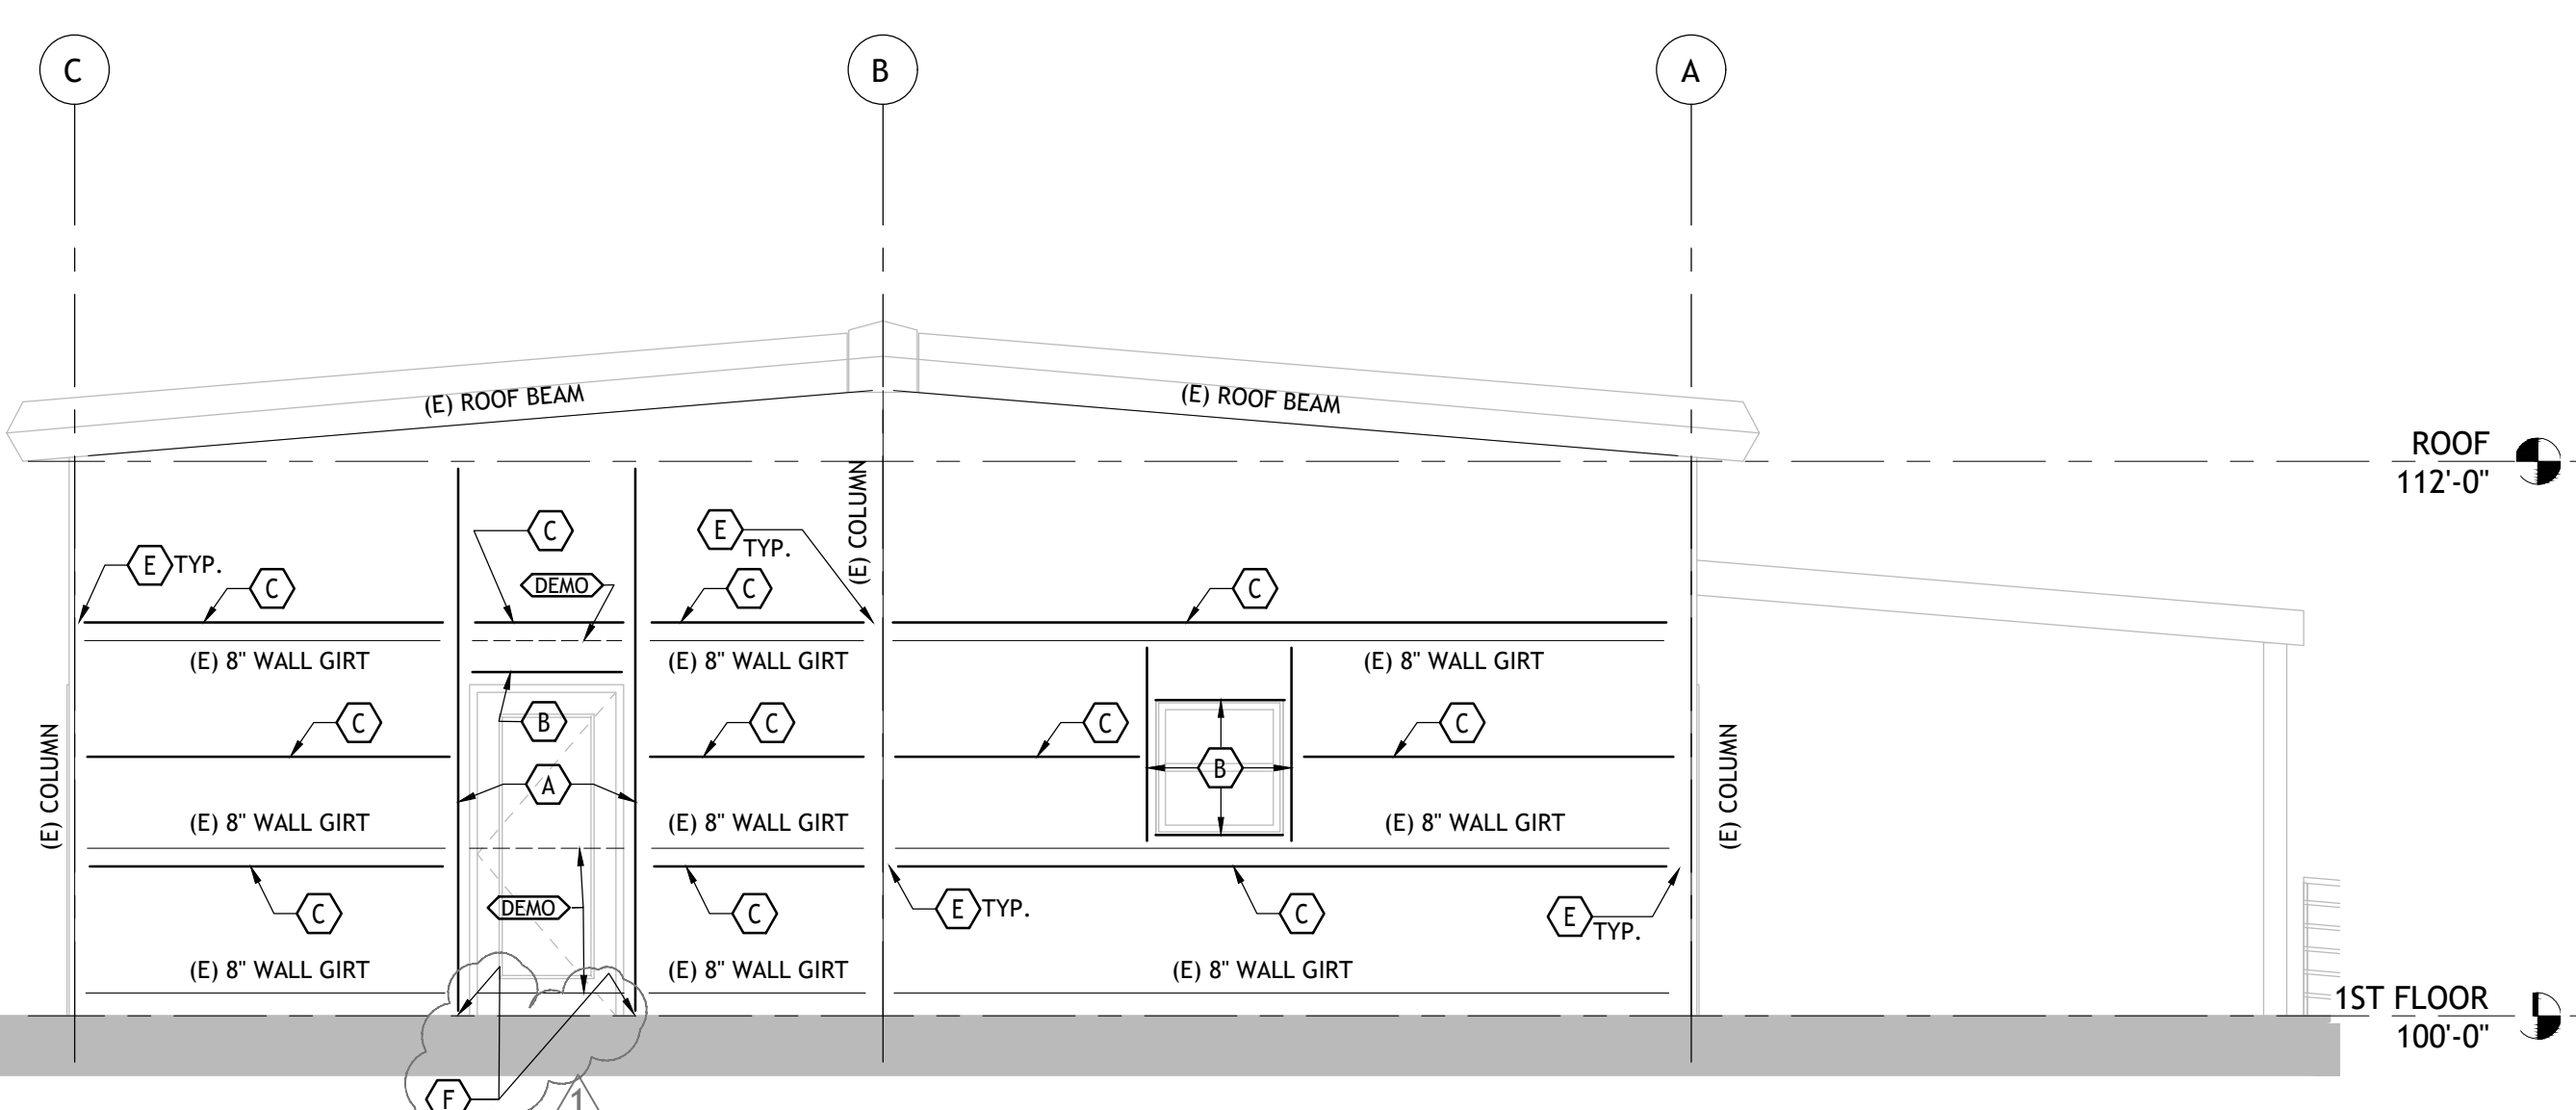 C
B
A
(E) ROOF BEAM
(E) ROOF BEAM
ROOF
112'-0"
(E) COLUMN
C
E
TYP.
E TYP.
DEMO
C
C
C
(E) 8" WALL GIRT
(E) 8" WALL GIRT
(E) 8" WALL GIRT
C
B
C
C
C
(E) COLUMN
A
B
(E) COLUMN
(E) 8" WALL GIRT
(E) 8" WALL GIRT
(E) 8" WALL GIRT
C
DEMO
C
E TYP.
C
E
TYP.
(E) 8" WALL GIRT
(E) 8" WALL GIRT
(E) 8" WALL GIRT
1ST FLOOR
100'-0"
F
1